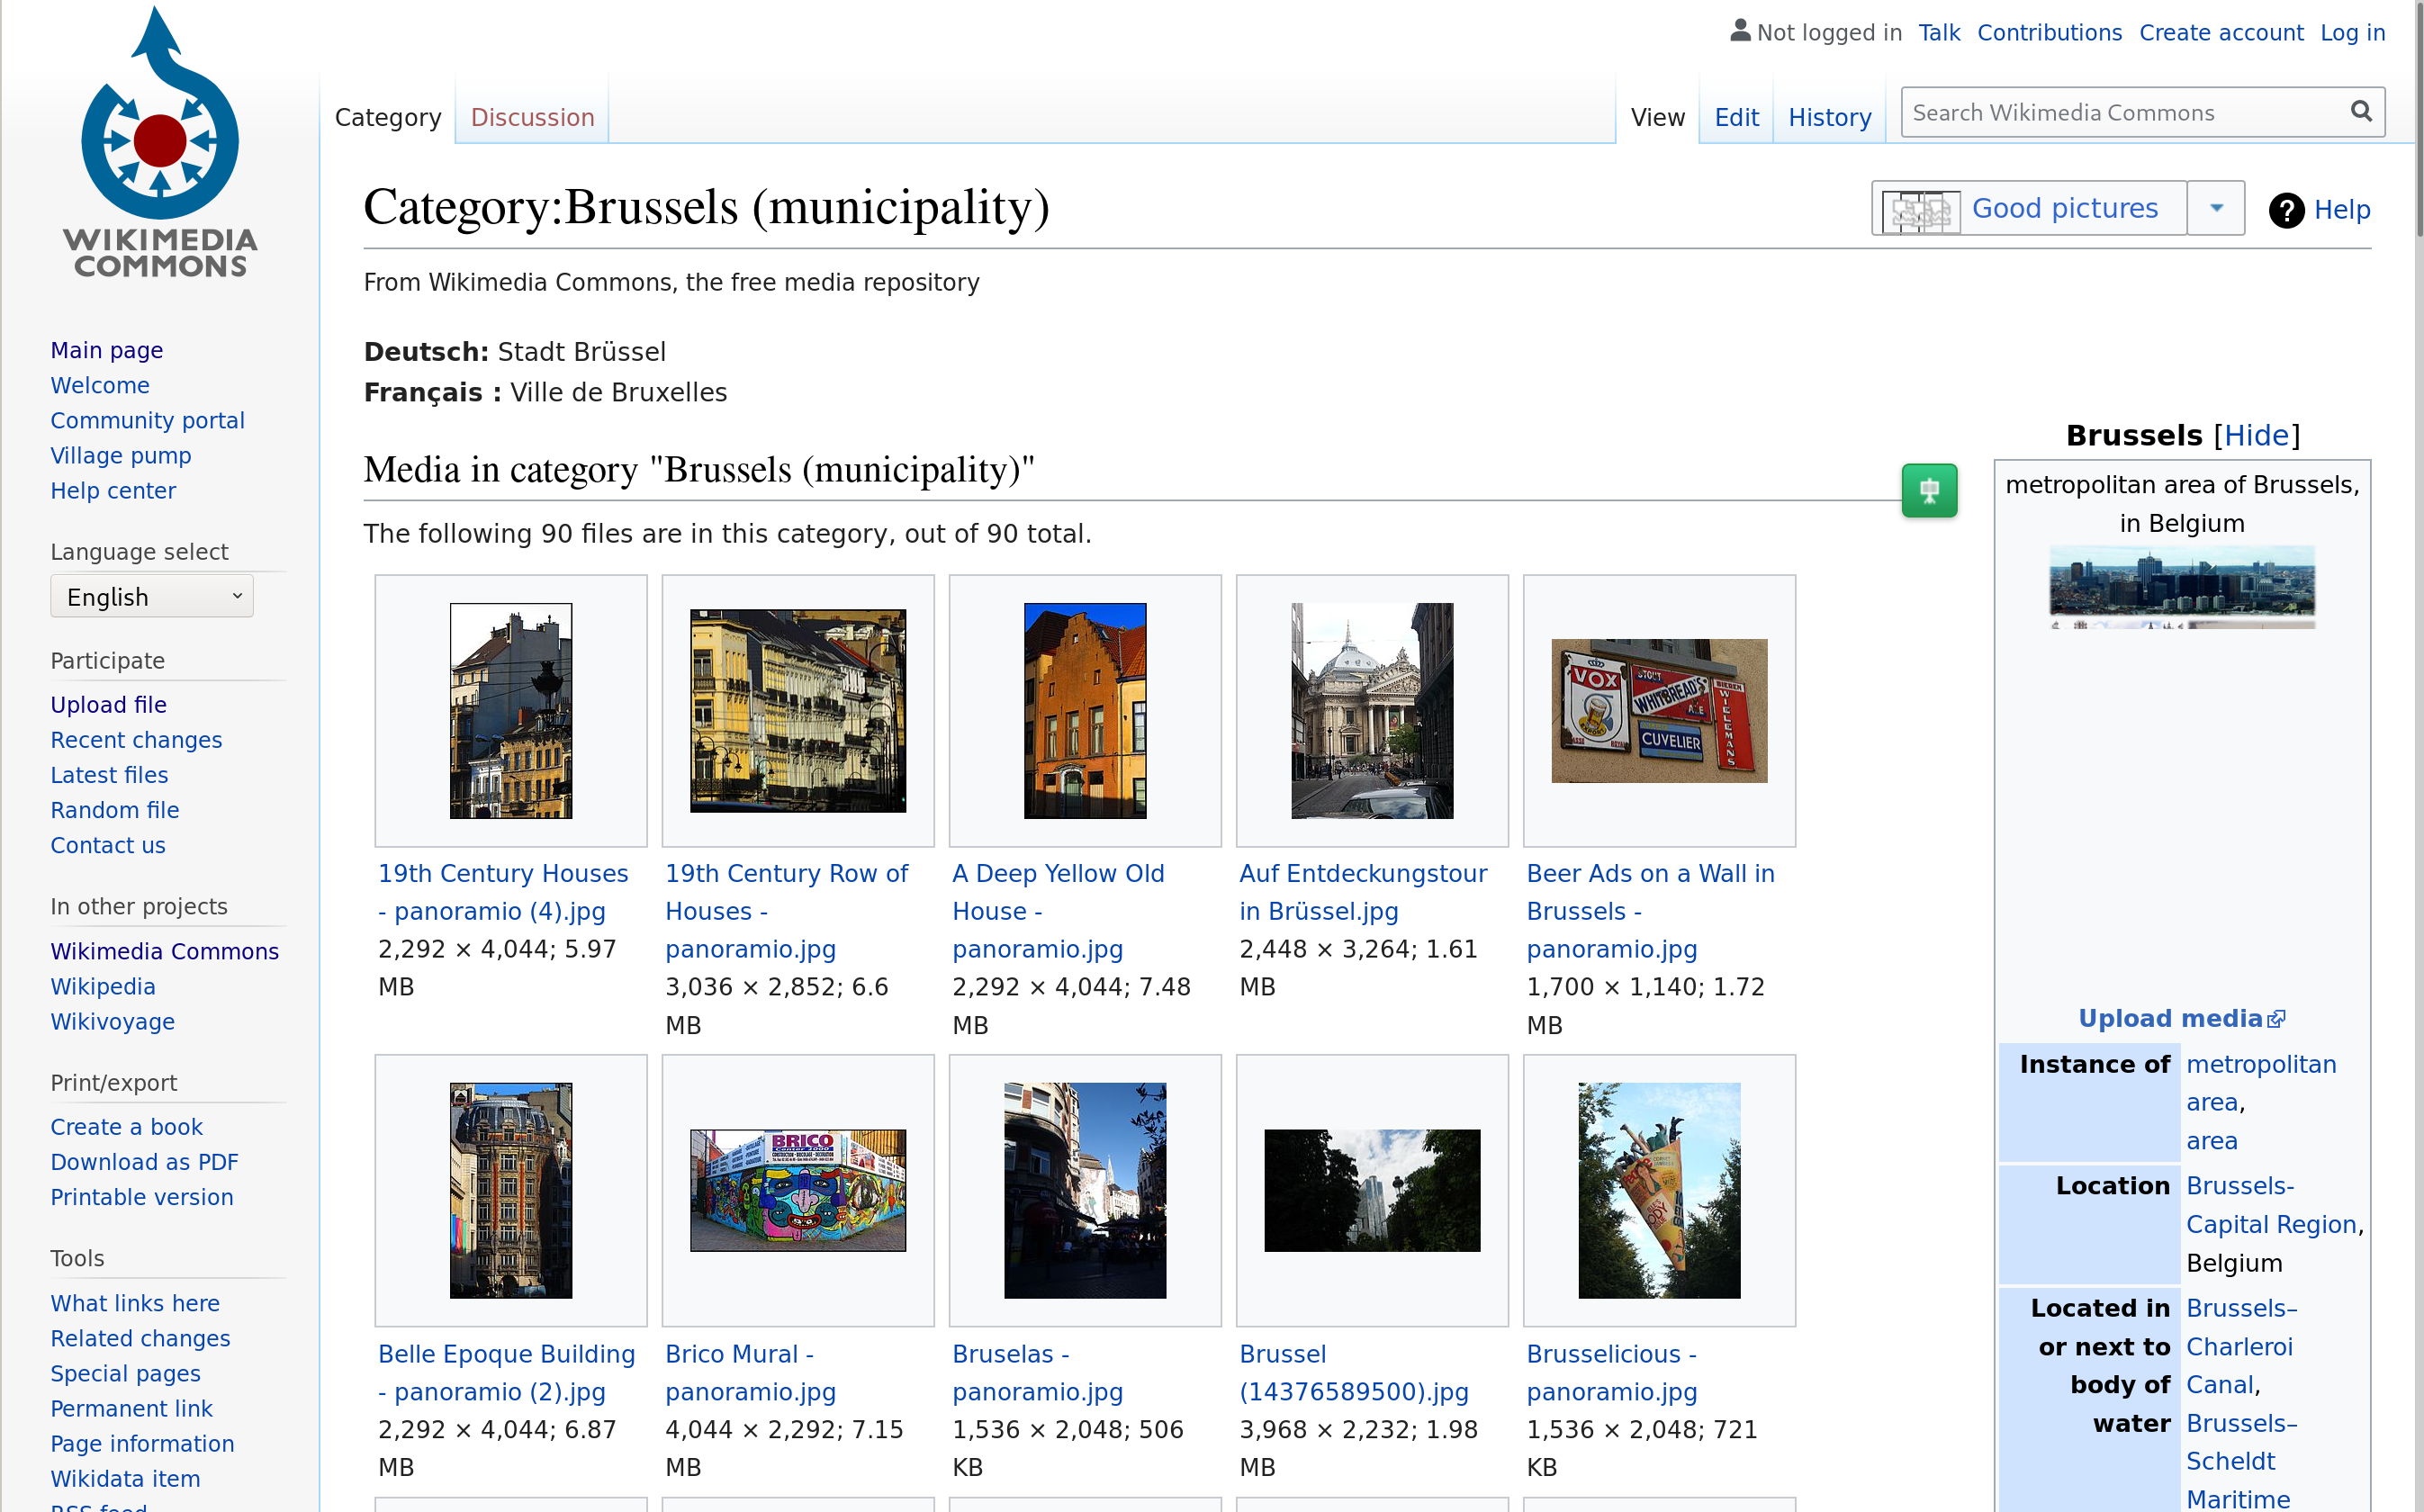 Not logged in Talk Contributions Create account Log in
Category Discussion View Edit History Search Wikimedia Commons
WIKIMEDIA
COMMONS
Main page
Welcome
Community portal
Village pump
Help center
Language select
English
Participate
Upload file
Recent changes
Latest files
Random file
Contact us
In other projects
Wikimedia Commons
Wikipedia
Wikivoyage
Print/export
Create a book
Download as PDF
Printable version
Tools
What links here
Related changes
Special pages
Permanent link
Page information
Wikidata item
RSS feed
Category:Brussels (municipality)
Good pictures
? Help
From Wikimedia Commons, the free media repository
Deutsch: Stadt Brüssel
Français : Ville de Bruxelles
Media in category "Brussels (municipality)"
The following 90 files are in this category, out of 90 total.
19th Century Houses
- panoramio (4).jpg
2,292 × 4,044; 5.97
MB
19th Century Row of
Houses -
panoramio.jpg
3,036 × 2,852; 6.6
MB
A Deep Yellow Old
House -
panoramio.jpg
2,292 × 4,044; 7.48
MB
Auf Entdeckungstour
in Brüssel.jpg
2,448 × 3,264; 1.61
MB
VOX
STOUT
WHITBREAD'S
ALE
CUVELIER
WIELEMANS
Beer Ads on a Wall in
Brussels -
panoramio.jpg
1,700 × 1,140; 1.72
MB
Belle Epoque Building
- panoramio (2).jpg
2,292 × 4,044; 6.87
MB
BRICO
Brico Mural -
panoramio.jpg
4,044 × 2,292; 7.15
MB
Bruselas -
panoramio.jpg
1,536 × 2,048; 506
KB
Brussel
(14376589500).jpg
3,968 × 2,232; 1.98
MB
Brusselicious -
panoramio.jpg
1,536 × 2,048; 721
KB
Brussels [Hide]
metropolitan area of Brussels,
in Belgium
Upload media
Instance of metropolitan
area,
area
Location Brussels-
Capital Region,
Belgium
Located in Brussels–
or next to Charleroi
body of Canal,
water Brussels–
Scheldt
Maritime